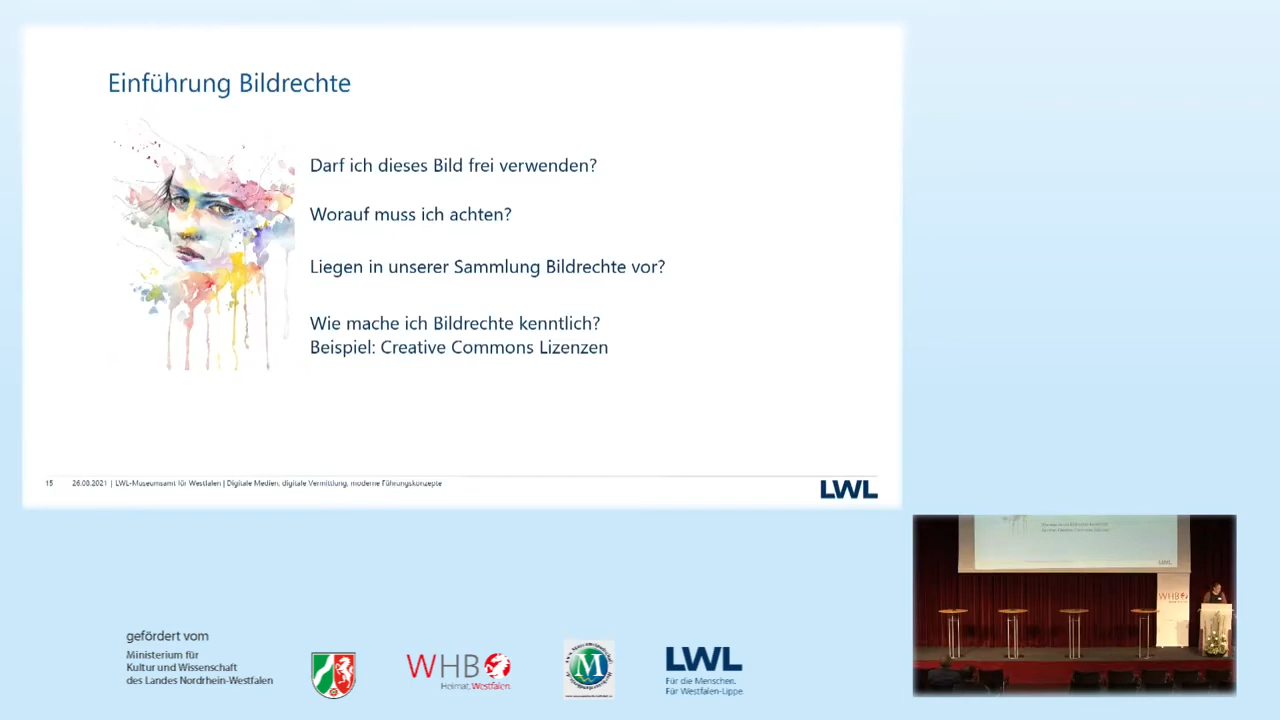 Einführung Bildrechte
Darf ich dieses Bild frei verwenden?
Worauf muss ich achten?
Liegen in unserer Sammlung Bildrechte vor?
Wie mache ich Bildrechte kenntlich?
Beispiel: Creative Commons Lizenzen
15 26.08.2021 | LWL-Museumsamt für Westfalen | Digitale Medien, digitale Vermittlung, moderne Führungskonzepte
LWL
gefördert vom
Ministerium für
Kultur und Wissenschaft
des Landes Nordrhein-Westfalen
WHB
Heimat. Westfalen.
M
LWL
Für die Menschen.
Für Westfalen-Lippe
LWL
WHB